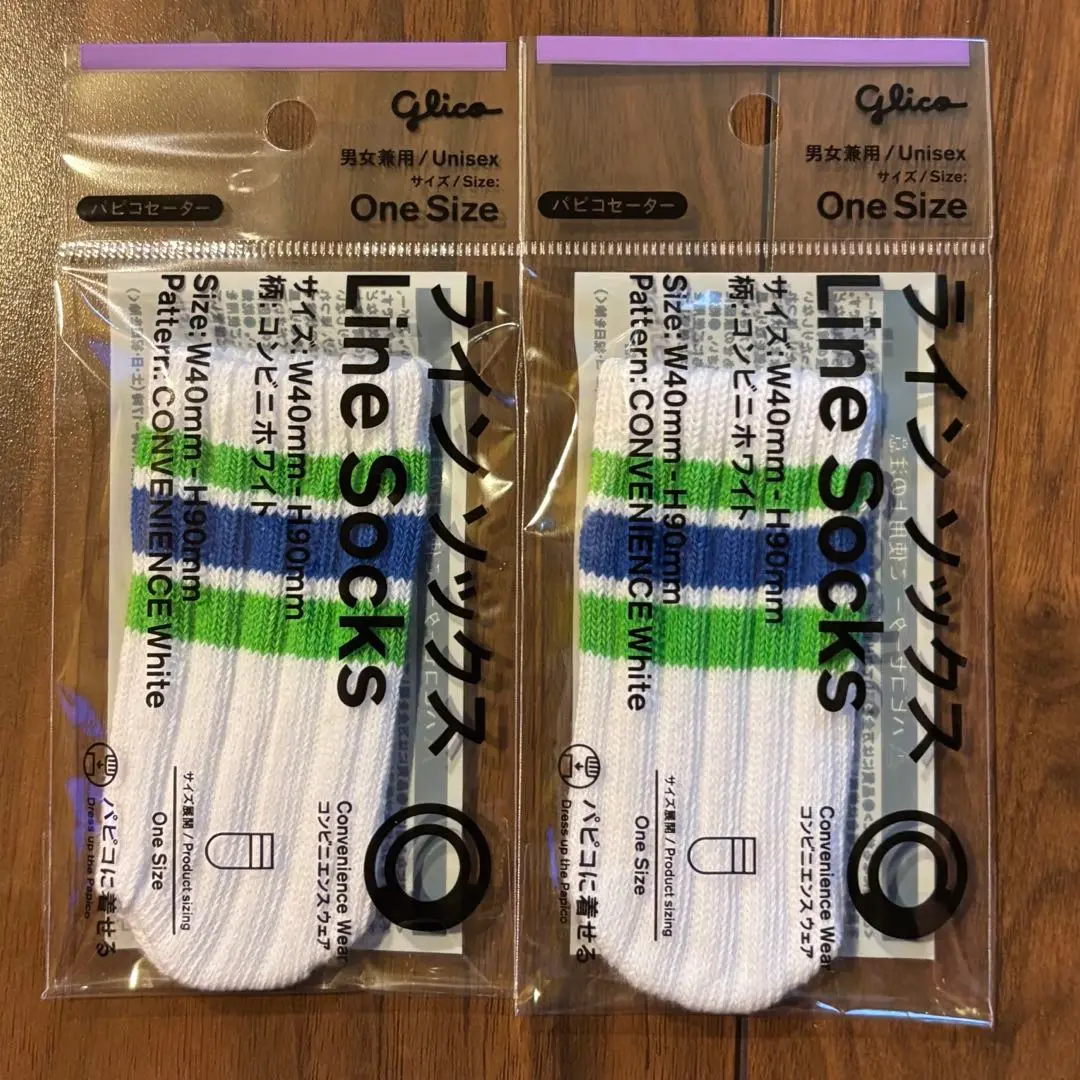 Glico
男女兼用 / Unisex
サイズ / Size:
One Size
パピコセーター
ラインソックス
Line Socks
サイズ: W40mm - H90mm
柄: コンビニホワイト
Size: W40mm - H90mm
Pattern: CONVENIENCE White
Convenience Wear
コンビニエンスウェア
サイズ展開 / Product sizing
One Size
パピコに着せる
Dress up the Papico
Glico
男女兼用 / Unisex
サイズ / Size:
One Size
パピコセーター
ラインソックス
Line Socks
サイズ: W40mm - H90mm
柄: コンビニホワイト
Size: W40mm - H90mm
Pattern: CONVENIENCE White
Convenience Wear
コンビニエンスウェア
サイズ展開 / Product sizing
One Size
パピコに着せる
Dress up the Papico